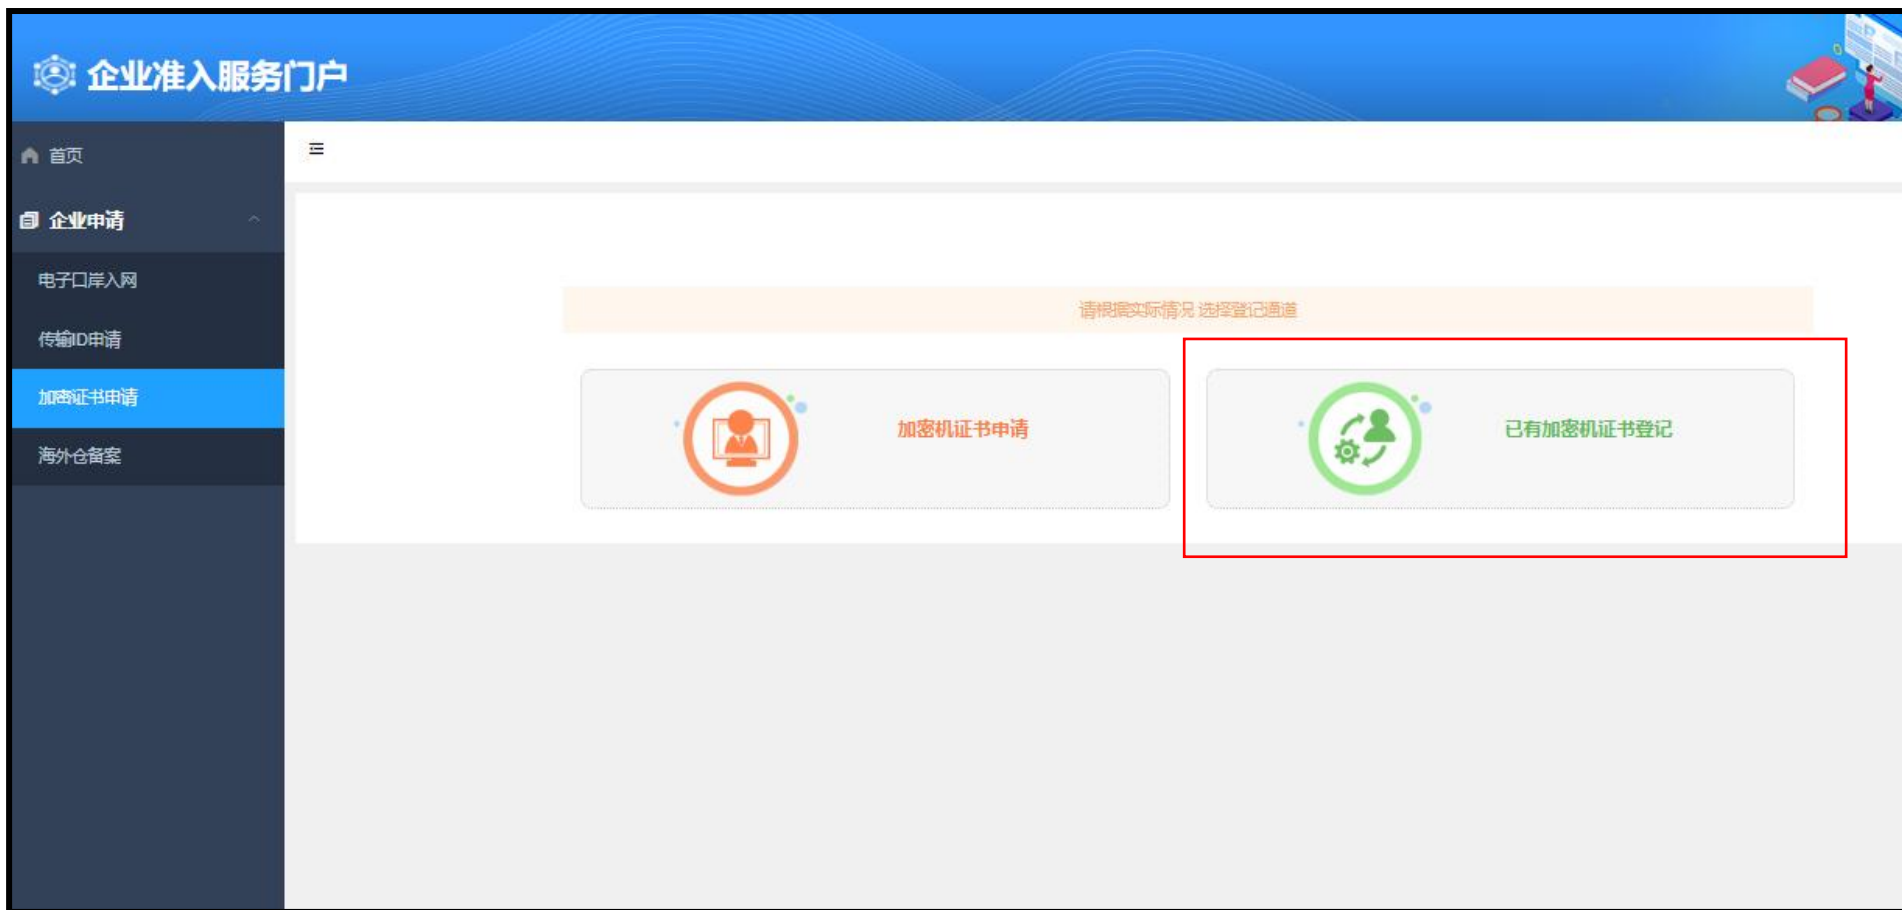 企业准入服务门户
首页
企业申请
电子口岸入网
传输ID申请
加密证书申请
海外仓备案
请根据实际情况 选择登记通道
加密机证书申请
已有加密机证书登记